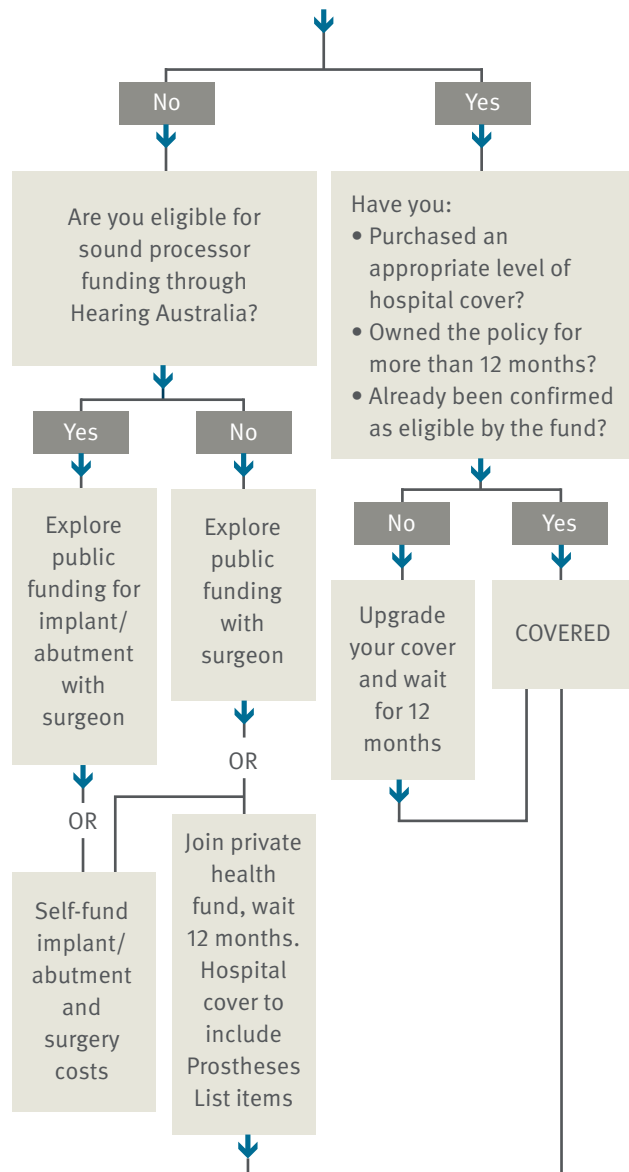 No
Yes
Are you eligible for
sound processor
funding through
Hearing Australia?
Have you:
• Purchased an
appropriate level of
hospital cover?
• Owned the policy for
more than 12 months?
• Already been confirmed
as eligible by the fund?
Yes
No
No
Yes
Explore
public
funding for
implant/
abutment
with
surgeon
Explore
public
funding
with
surgeon
Upgrade
your cover
and wait
for 12
months
COVERED
OR
OR
Self-fund
implant/
abutment
and
surgery
costs
Join private
health
fund, wait
12 months.
Hospital
cover to
include
Prostheses
List items